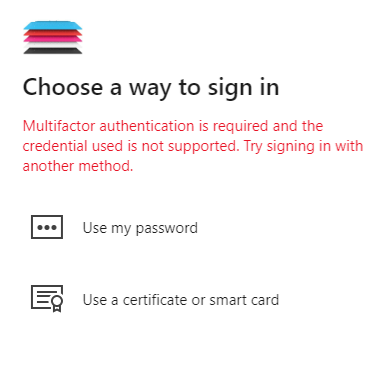 Choose a way to sign in
Multifactor authentication is required and the
credential used is not supported. Try signing in with
another method.
Use my password
Use a certificate or smart card